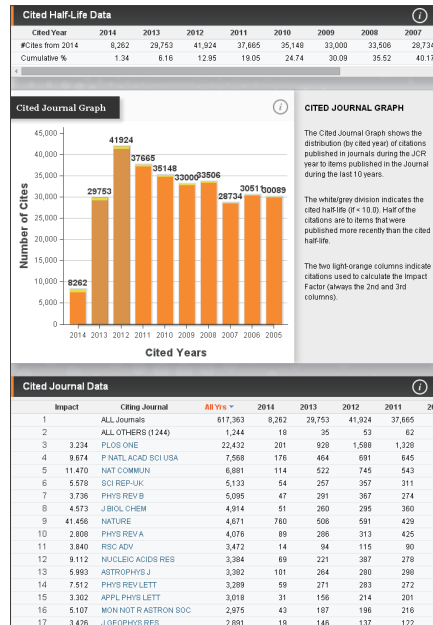 Cited Half-Life Data
i
Cited Year 2014 2013 2012 2011 2010 2009 2008 2007
#Cites from 2014 8,262 29,753 41,924 37,665 35,148 33,000 33,506 28,734
Cumulative % 1.34 6.16 12.95 19.05 24.74 30.09 35.52 40.17
Cited Journal Graph
i
Number of Cites
45,000
40,000
35,000
30,000
25,000
20,000
15,000
10,000
5,000
0
8262
29753
41924
37665
35148
33000
33506
28734
30511
30089
2014 2013 2012 2011 2010 2009 2008 2007 2006 2005
Cited Years
CITED JOURNAL GRAPH
The Cited Journal Graph shows the
distribution (by cited year) of citations
published in journals during the JCR
year to items published in the Journal
during the last 10 years.
The white/grey division indicates the
cited half-life (if < 10.0). Half of the
citations are to items that were
published more recently than the cited
half-life.
The two light-orange columns indicate
citations used to calculate the Impact
Factor (always the 2nd and 3rd
columns).
Cited Journal Data
i
Impact Citing Journal All Yrs 2014 2013 2012 2011
1 ALL Journals 617,363 8,262 29,753 41,924 37,665
2 ALL OTHERS (1244) 1,244 18 35 53 62
3 3.234 PLOS ONE 22,432 201 928 1,588 1,328
4 9.674 P NATL ACAD SCI USA 7,568 176 464 691 645
5 11.470 NAT COMMUN 6,881 114 522 745 543
6 5.578 SCI REP-UK 5,133 54 257 357 311
7 3.736 PHYS REV B 5,095 47 291 367 274
8 4.573 J BIOL CHEM 4,914 51 260 295 360
9 41.456 NATURE 4,671 760 506 591 429
10 2.808 PHYS REV A 4,076 89 286 313 425
11 3.840 RSC ADV 3,472 14 94 115 90
12 9.112 NUCLEIC ACIDS RES 3,384 69 221 387 278
13 5.993 ASTROPHYS J 3,382 101 264 280 298
14 7.512 PHYS REV LETT 3,289 59 271 283 272
15 3.302 APPL PHYS LETT 3,018 31 156 214 201
16 5.107 MON NOT R ASTRON SOC 2,975 43 187 196 216
17 3.426 J GEOPHYS RES 2,891 19 146 137 122